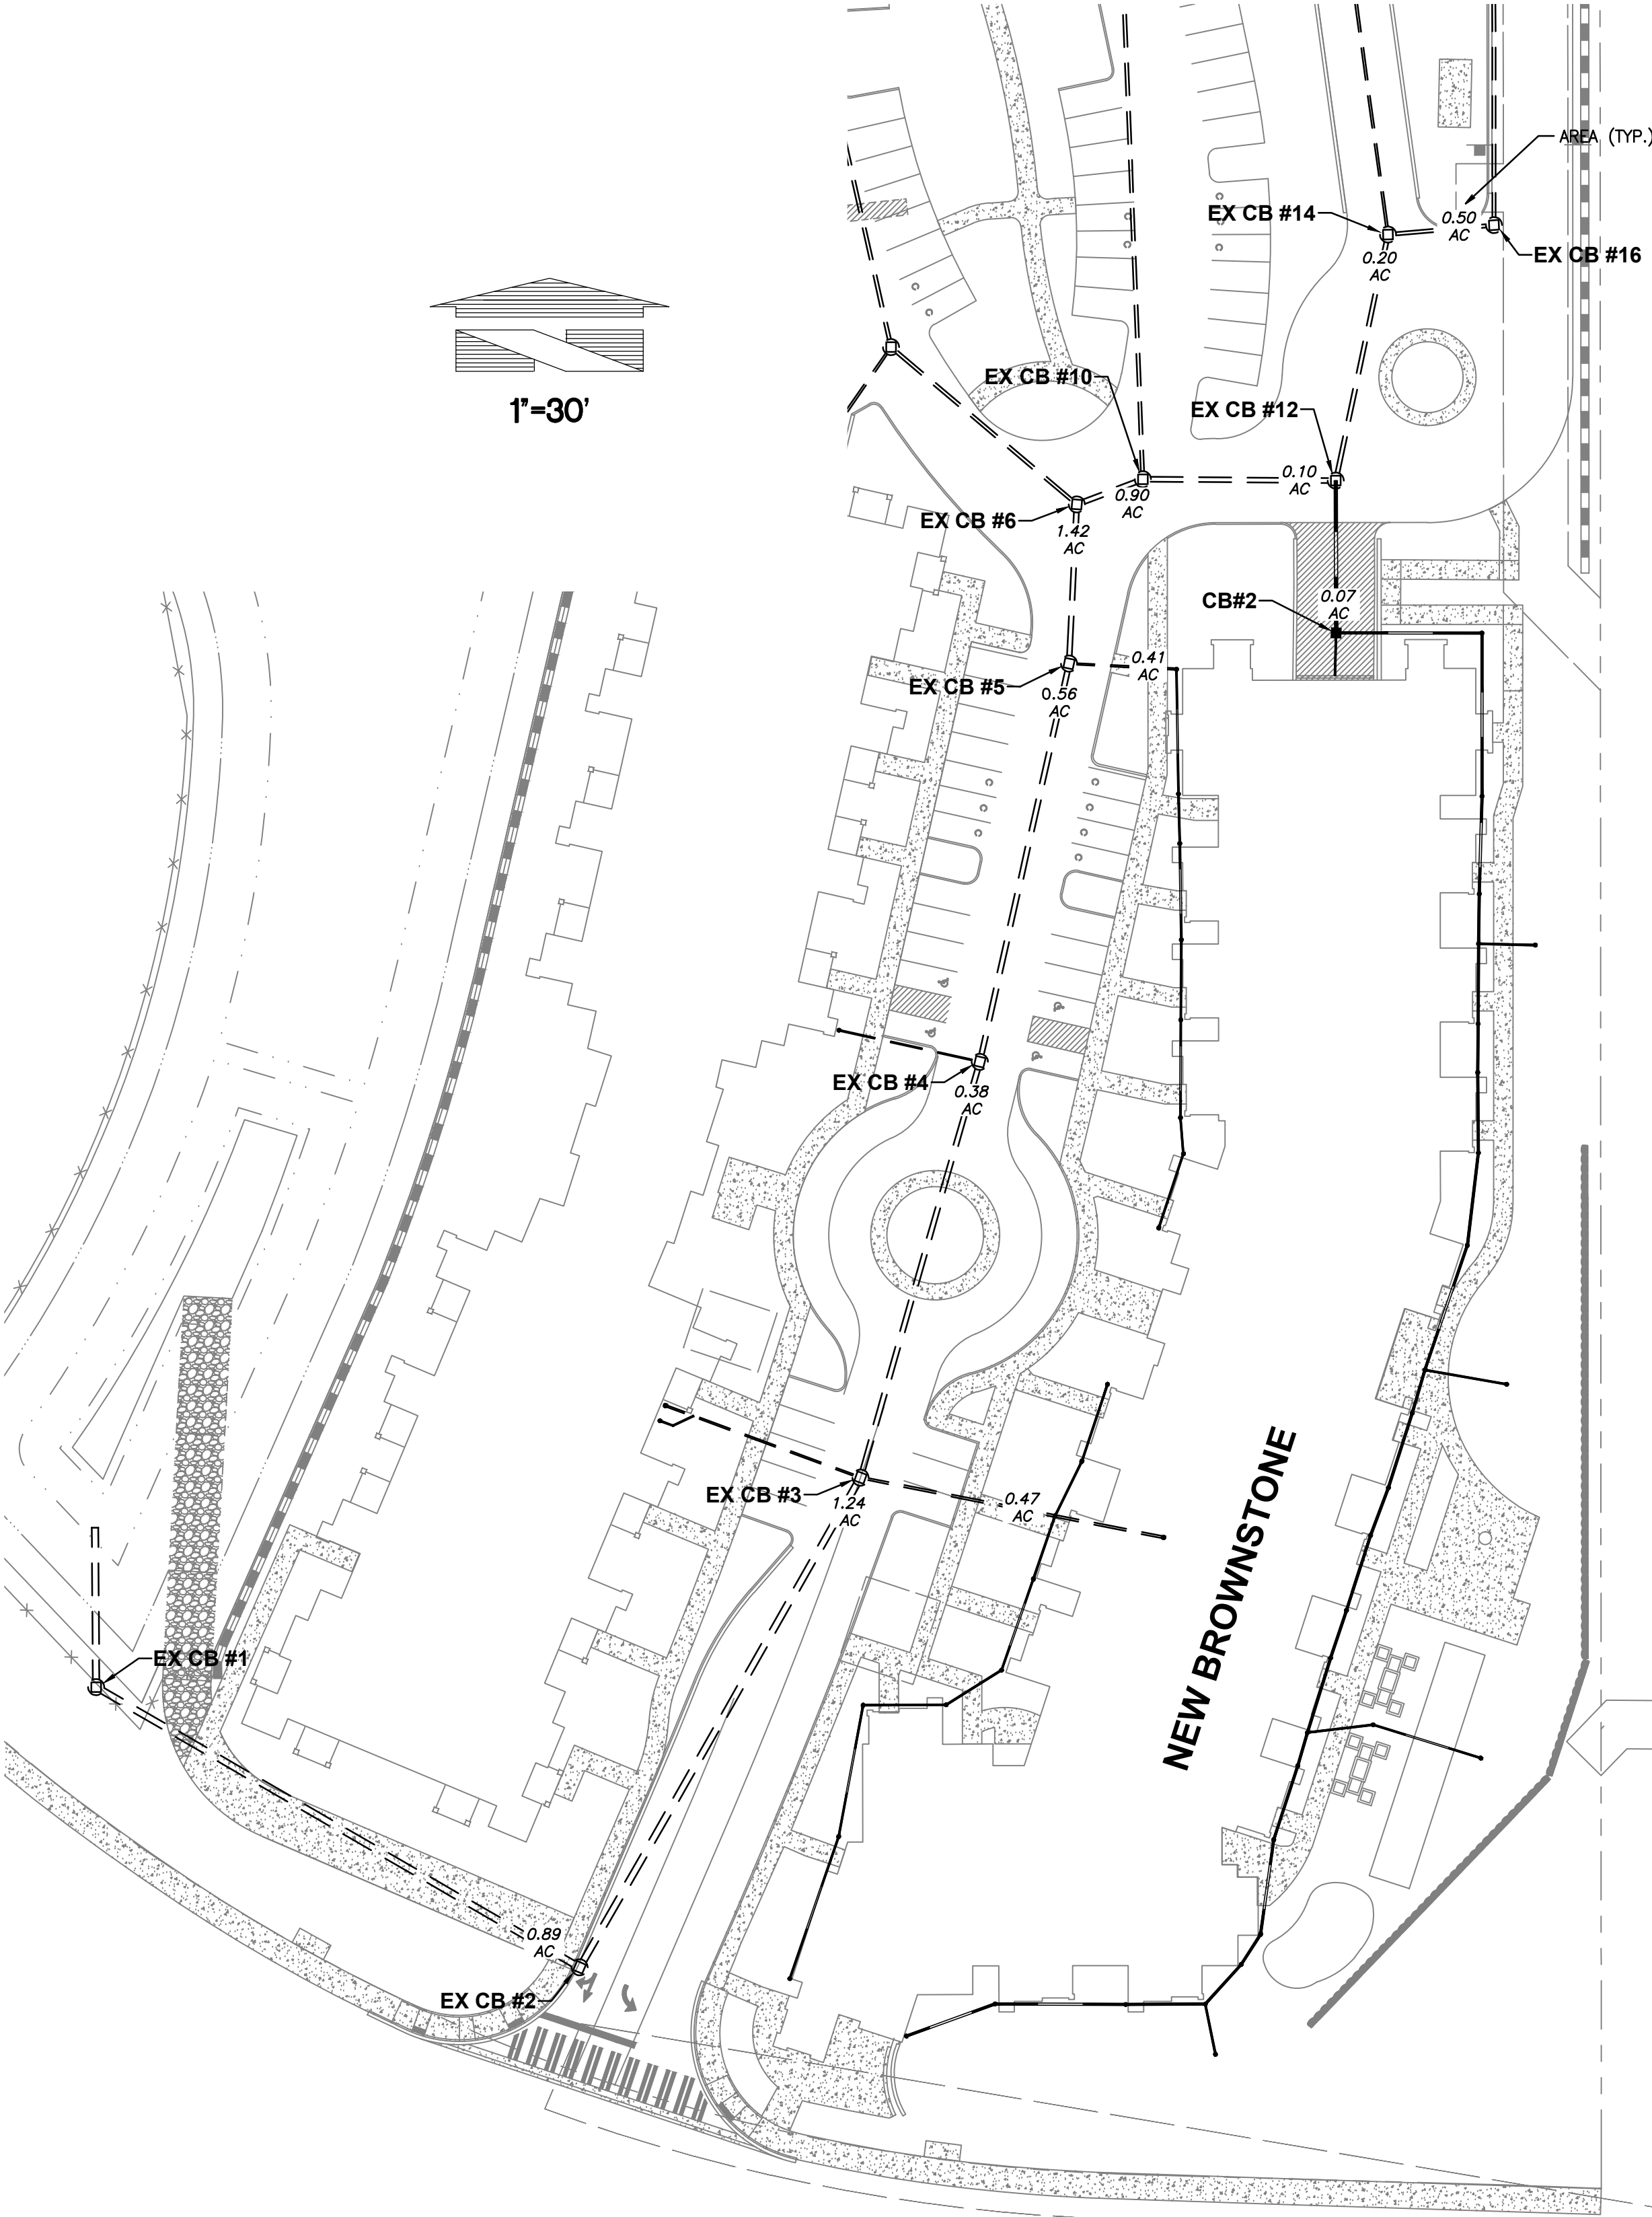 AREA (TYP.)
EX CB #14
0.50
AC
EX CB #16
0.20
AC
1"=30'
EX CB #10
EX CB #12
0.10
AC
0.90
AC
EX CB #6
1.42
AC
0.07
AC
CB#2
0.41
AC
EX CB #5
0.56
AC
EX CB #4
0.38
AC
EX CB #3
1.24
AC
0.47
AC
NEW BROWNSTONE
EX CB #1
0.89
AC
EX CB #2